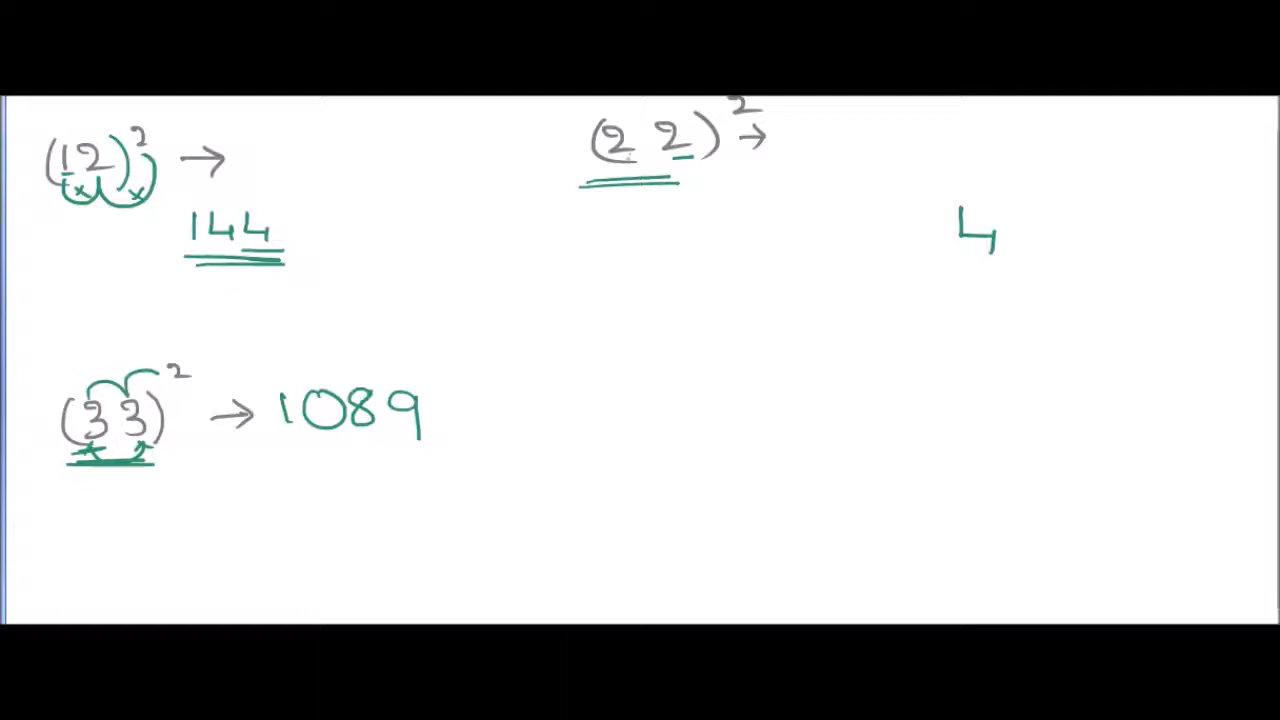 (12)² →
144
(22)² →
4
(33)² → 1089